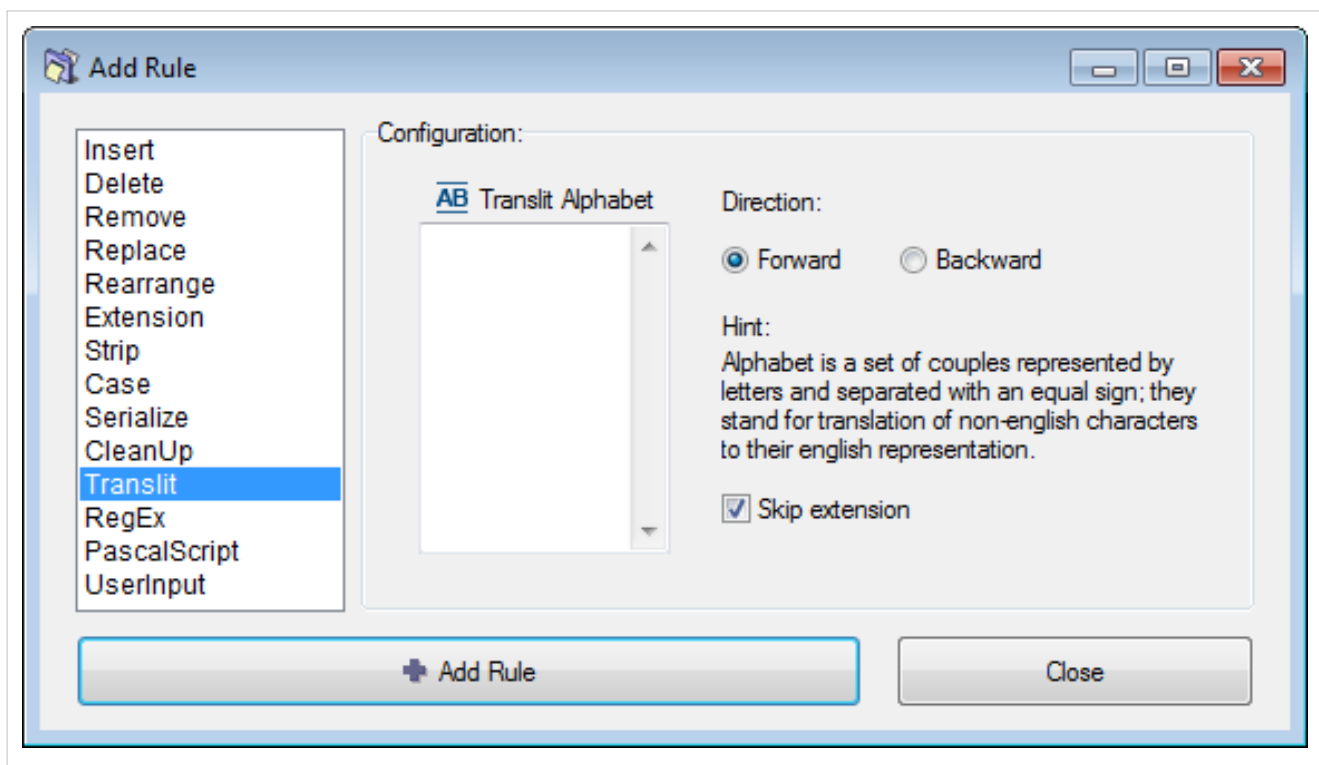 Add Rule
Insert
Delete
Remove
Replace
Rearrange
Extension
Strip
Case
Serialize
CleanUp
Translit
RegEx
PascalScript
UserInput
Configuration:
AB Translit Alphabet
Direction:
Forward Backward
Hint:
Alphabet is a set of couples represented by
letters and separated with an equal sign; they
stand for translation of non-english characters
to their english representation.
Skip extension
Add Rule
Close